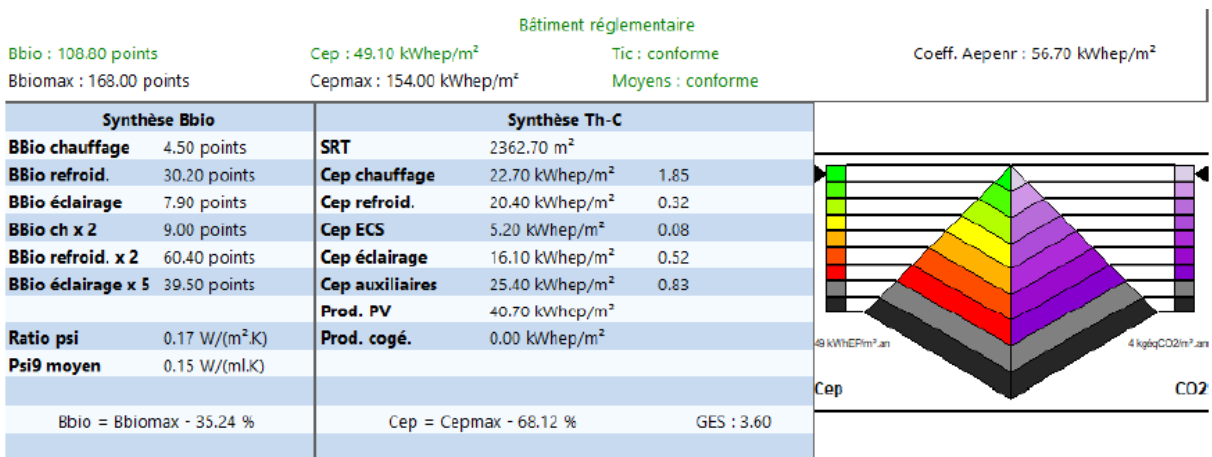 Bâtiment réglementaire
Bbio : 108.80 points Cep : 49.10 kWhep/m² Tic : conforme Coeff. Aepenr : 56.70 kWhep/m²
Bbiomax : 168.00 points Cepmax : 154.00 kWhep/m² Moyens : conforme
Synthèse Bbio Synthèse Th-C
BBio chauffage 4.50 points SRT 2362.70 m²
BBio refroid. 30.20 points Cep chauffage 22.70 kWhep/m² 1.85
BBio éclairage 7.90 points Cep refroid. 20.40 kWhep/m² 0.32
BBio ch x 2 9.00 points Cep ECS 5.20 kWhep/m² 0.08
BBio refroid. x 2 60.40 points Cep éclairage 16.10 kWhep/m² 0.52
BBio éclairage x 5 39.50 points Cep auxiliaires 25.40 kWhep/m² 0.83
Prod. PV 40.70 kWhep/m²
Ratio psi 0.17 W/(m².K) Prod. cogé. 0.00 kWhep/m²
49 kWhEP/m².an 4 kgéqCO2/m².an
Psi9 moyen 0.15 W/(ml.K)
Cep CO2
Bbio = Bbiomax - 35.24 % Cep = Cepmax - 68.12 % GES : 3.60